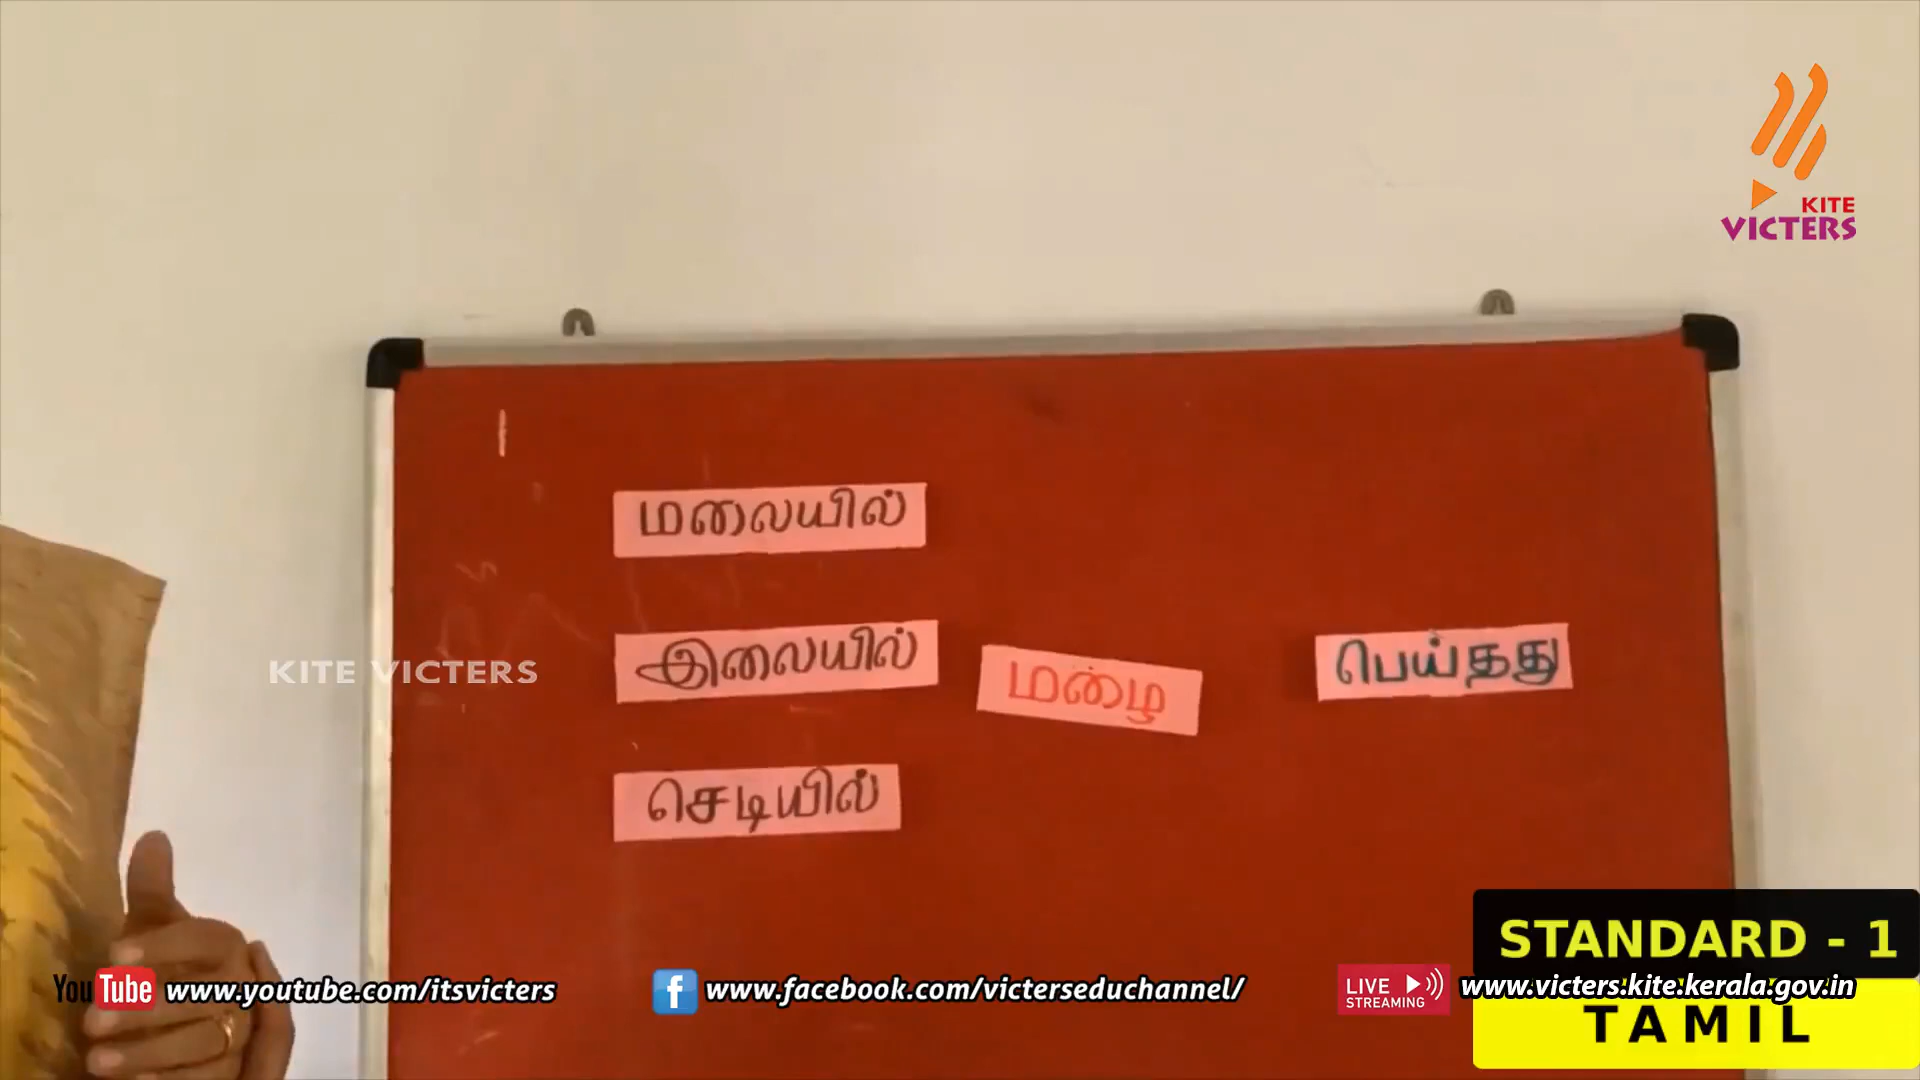 KITE
VICTERS
மலையில்
இலையில் மழை பெய்தது
KITE VICTERS
செடியில்
STANDARD - 1
YouTube www.youtube.com/itsvicters
f www.facebook.com/victerseduchannel/
LIVE STREAMING www.victers.kite.kerala.gov.in
TAMIL